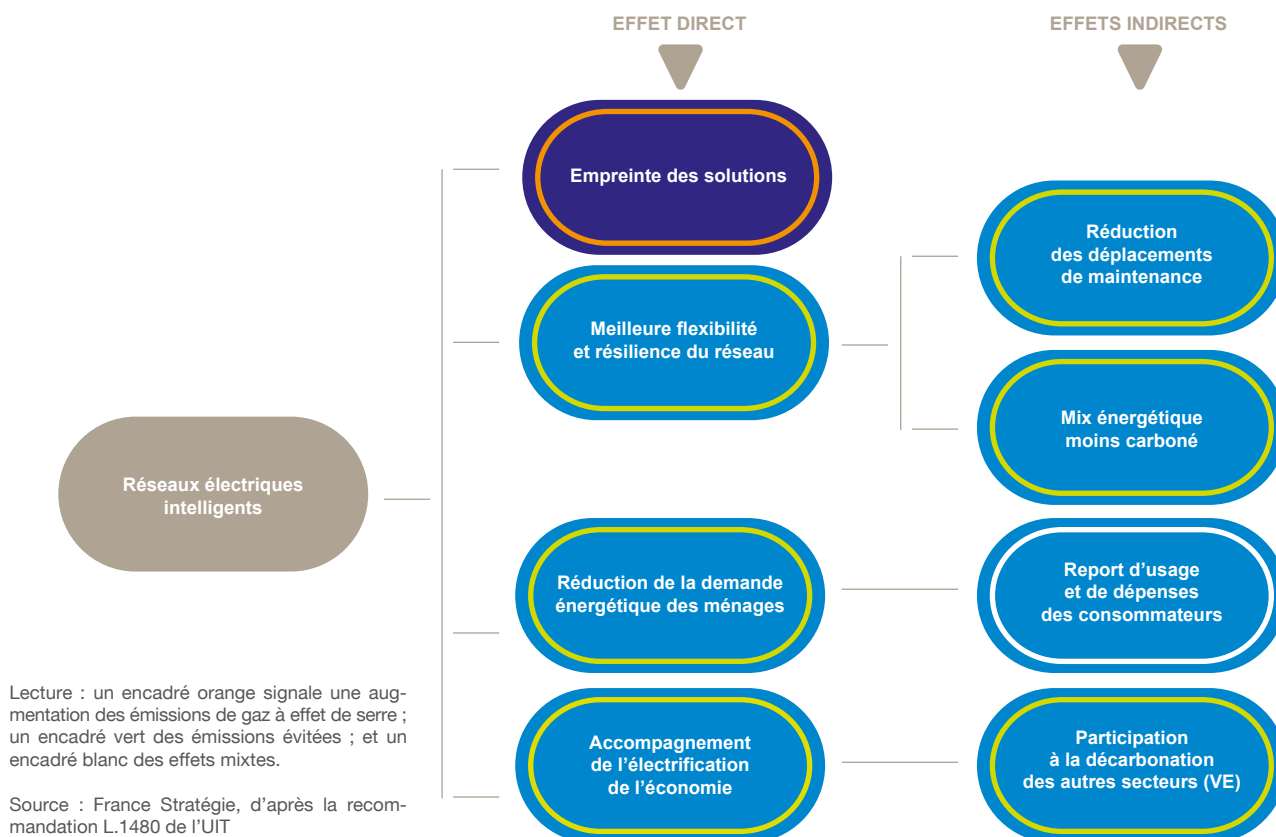 EFFET DIRECT
EFFETS INDIRECTS
Empreinte des solutions
Réduction
des déplacements
de maintenance
Meilleure flexibilité
et résilience du réseau
Mix énergétique
moins carboné
Réseaux électriques
intelligents
Réduction de la demande
énergétique des ménages
Report d’usage
et de dépenses
des consommateurs
Accompagnement
de l’électrification
de l’économie
Participation
à la décarbonation
des autres secteurs (VE)
Lecture : un encadré orange signale une aug-
mentation des émissions de gaz à effet de serre ;
un encadré vert des émissions évitées ; et un
encadré blanc des effets mixtes.
Source : France Stratégie, d’après la recom-
mandation L.1480 de l’UIT